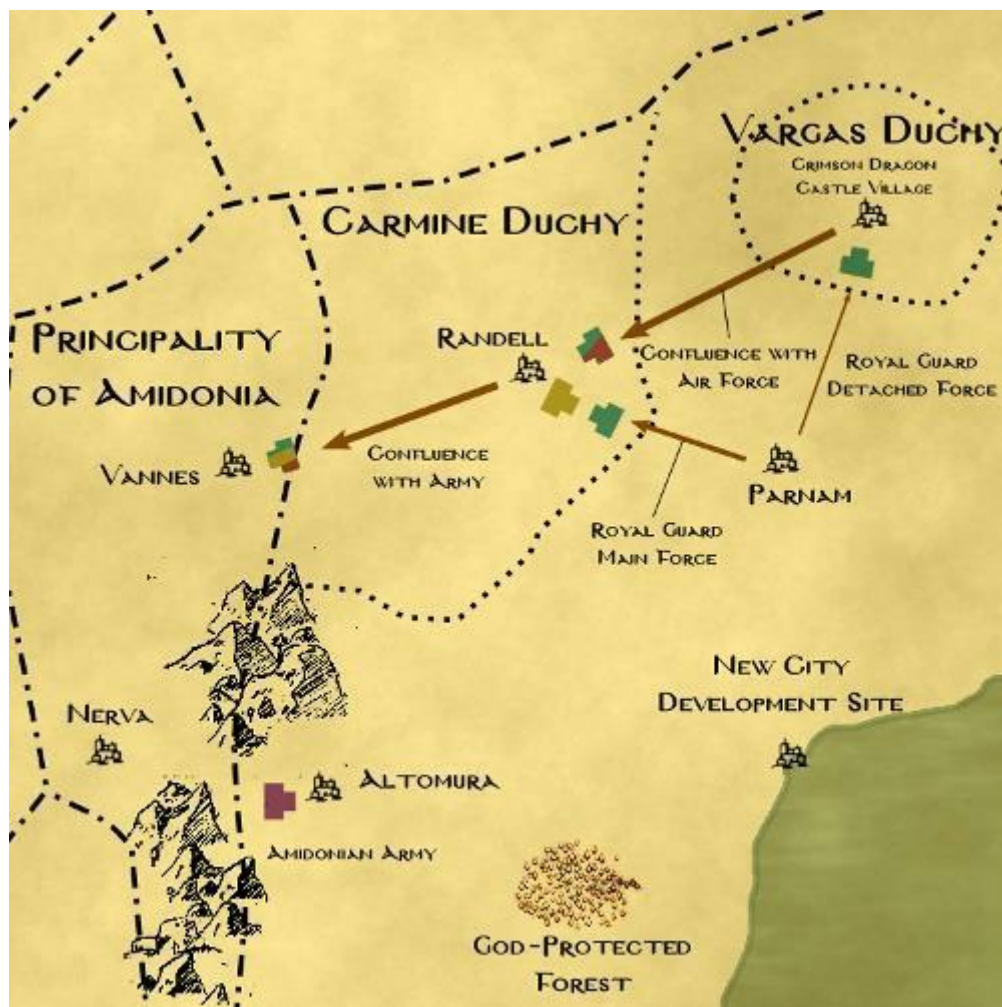 Vargas Duchy
Crimson Dragon
Castle Village
Carmine Duchy
Principality
of Amidonia
Randell
Confluence with
Air Force
Royal Guard
Detached Force
Vannes
Confluence
with Army
Parnam
Royal Guard
Main Force
New City
Development Site
Nerva
Altomura
Amidonian Army
God-Protected
Forest